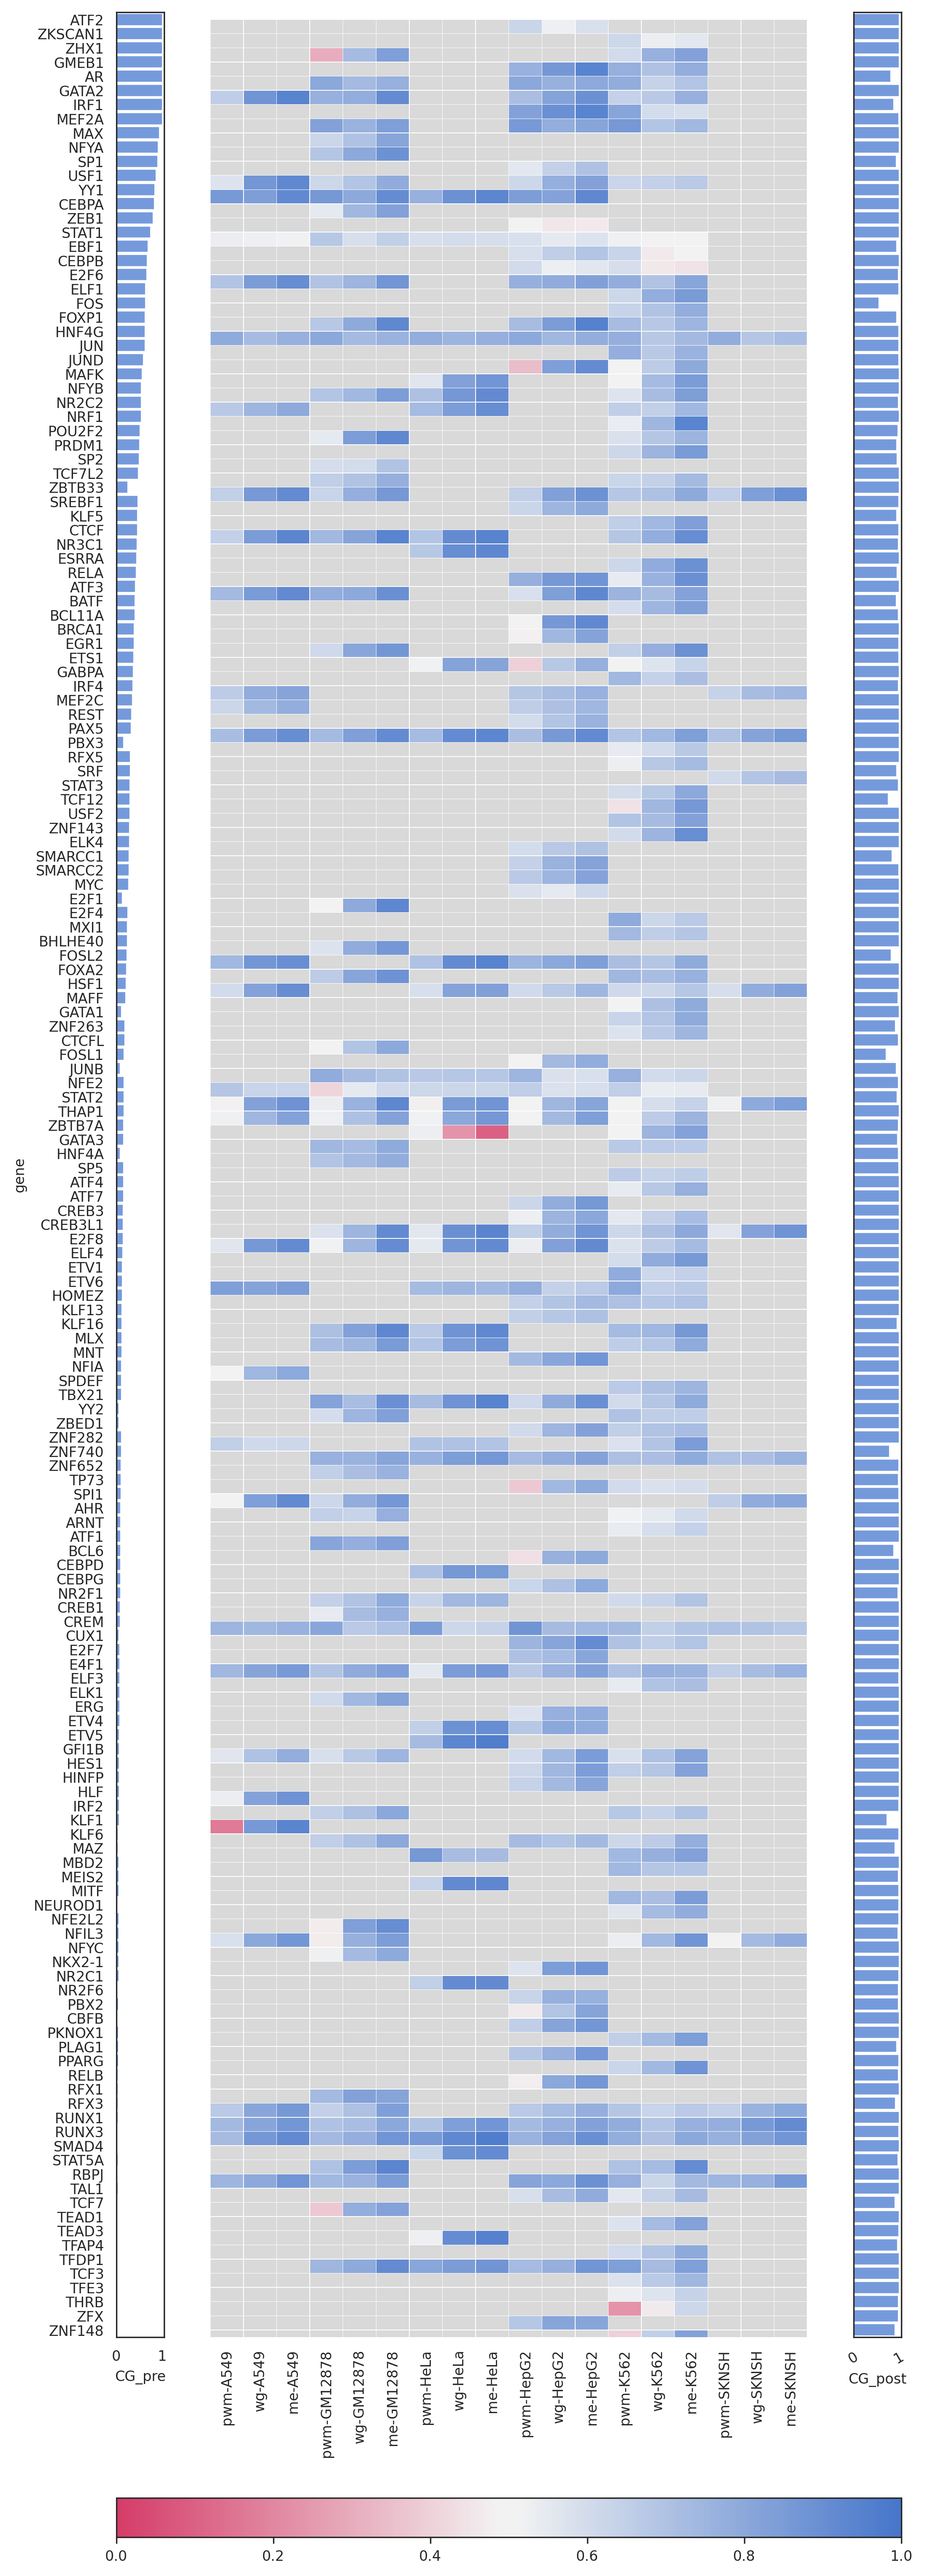 ATF2
ZKSCAN1
ZHX1
GMEB1
AR
GATA2
IRF1
MEF2A
MAX
NFYA
SP1
USF1
YY1
CEBPA
ZEB1
STAT1
EBF1
CEBPB
E2F6
ELF1
FOS
FOXP1
HNF4G
JUN
JUND
MAFK
NFYB
NR2C2
NRF1
POU2F2
PRDM1
SP2
TCF7L2
ZBTB33
SREBF1
KLF5
CTCF
NR3C1
ESRRA
RELA
ATF3
BATF
BCL11A
BRCA1
EGR1
ETS1
GABPA
IRF4
MEF2C
REST
PAX5
PBX3
RFX5
SRF
STAT3
TCF12
USF2
ZNF143
ELK4
SMARCC1
SMARCC2
MYC
E2F1
E2F4
MXI1
BHLHE40
FOSL2
FOXA2
HSF1
MAFF
GATA1
ZNF263
CTCFL
FOSL1
JUNB
NFE2
STAT2
THAP1
ZBTB7A
GATA3
HNF4A
SP5
ATF4
ATF7
CREB3
CREB3L1
E2F8
ELF4
ETV1
ETV6
HOMEZ
KLF13
KLF16
MLX
MNT
NFIA
SPDEF
TBX21
YY2
ZBED1
ZNF282
ZNF740
ZNF652
TP73
SPI1
AHR
ARNT
ATF1
BCL6
CEBPD
CEBPG
NR2F1
CREB1
CREM
CUX1
E2F7
E4F1
ELF3
ELK1
ERG
ETV4
ETV5
GFI1B
HES1
HINFP
HLF
IRF2
KLF1
KLF6
MAZ
MBD2
MEIS2
MITF
NEUROD1
NFE2L2
NFIL3
NFYC
NKX2-1
NR2C1
NR2F6
PBX2
CBFB
PKNOX1
PLAG1
PPARG
RELB
RFX1
RFX3
RUNX1
RUNX3
SMAD4
STAT5A
RBPJ
TAL1
TCF7
TEAD1
TEAD3
TFAP4
TFDP1
TCF3
TFE3
THRB
ZFX
ZNF148
gene
0 1
CG_pre
pwm-A549
wg-A549
me-A549
pwm-GM12878
wg-GM12878
me-GM12878
pwm-HeLa
wg-HeLa
me-HeLa
pwm-HepG2
wg-HepG2
me-HepG2
pwm-K562
wg-K562
me-K562
pwm-SKNSH
wg-SKNSH
me-SKNSH
0 1
CG_post
0.0 0.2 0.4 0.6 0.8 1.0